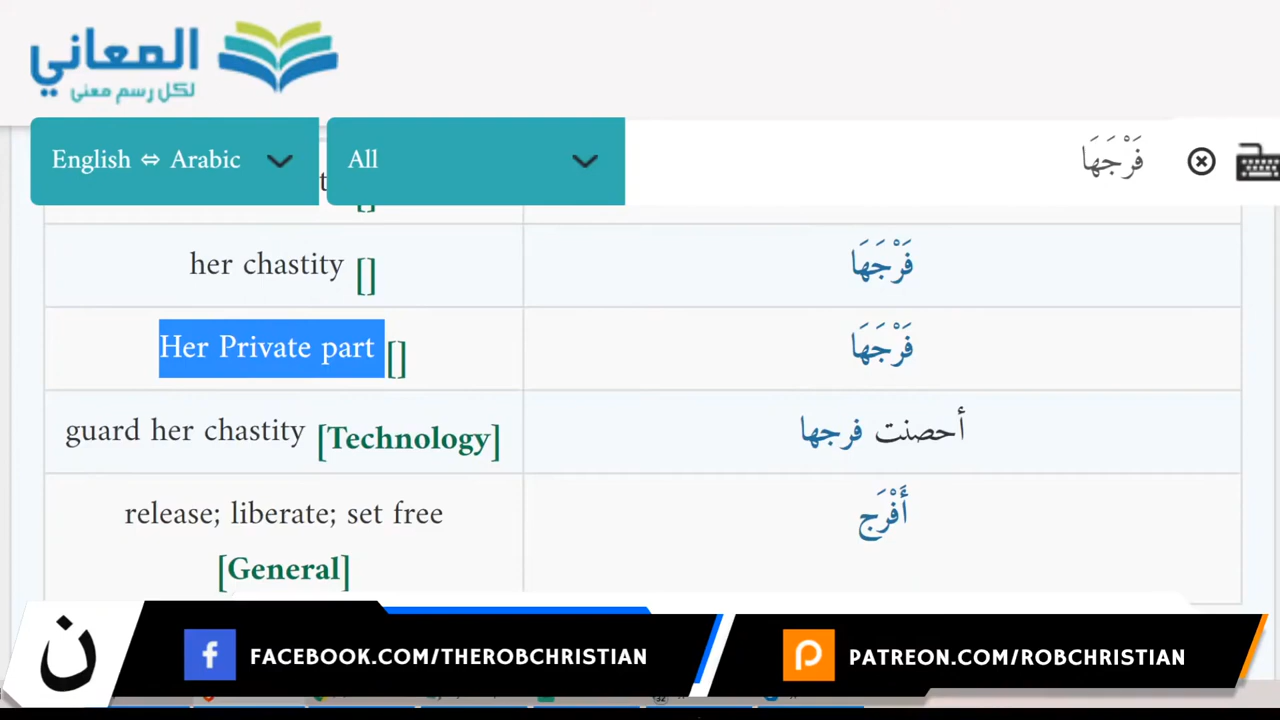 المعاني
لكل رسم معنى
English ⇔ Arabic
All
فَرْجَهَا
her chastity [] فَرْجَهَا
Her Private part [] فَرْجَهَا
guard her chastity [Technology] أحصنت فرجها
release; liberate; set free أَفْرَج
[General]
ن
f FACEBOOK.COM/THEROBCHRISTIAN
PATREON.COM/ROBCHRISTIAN